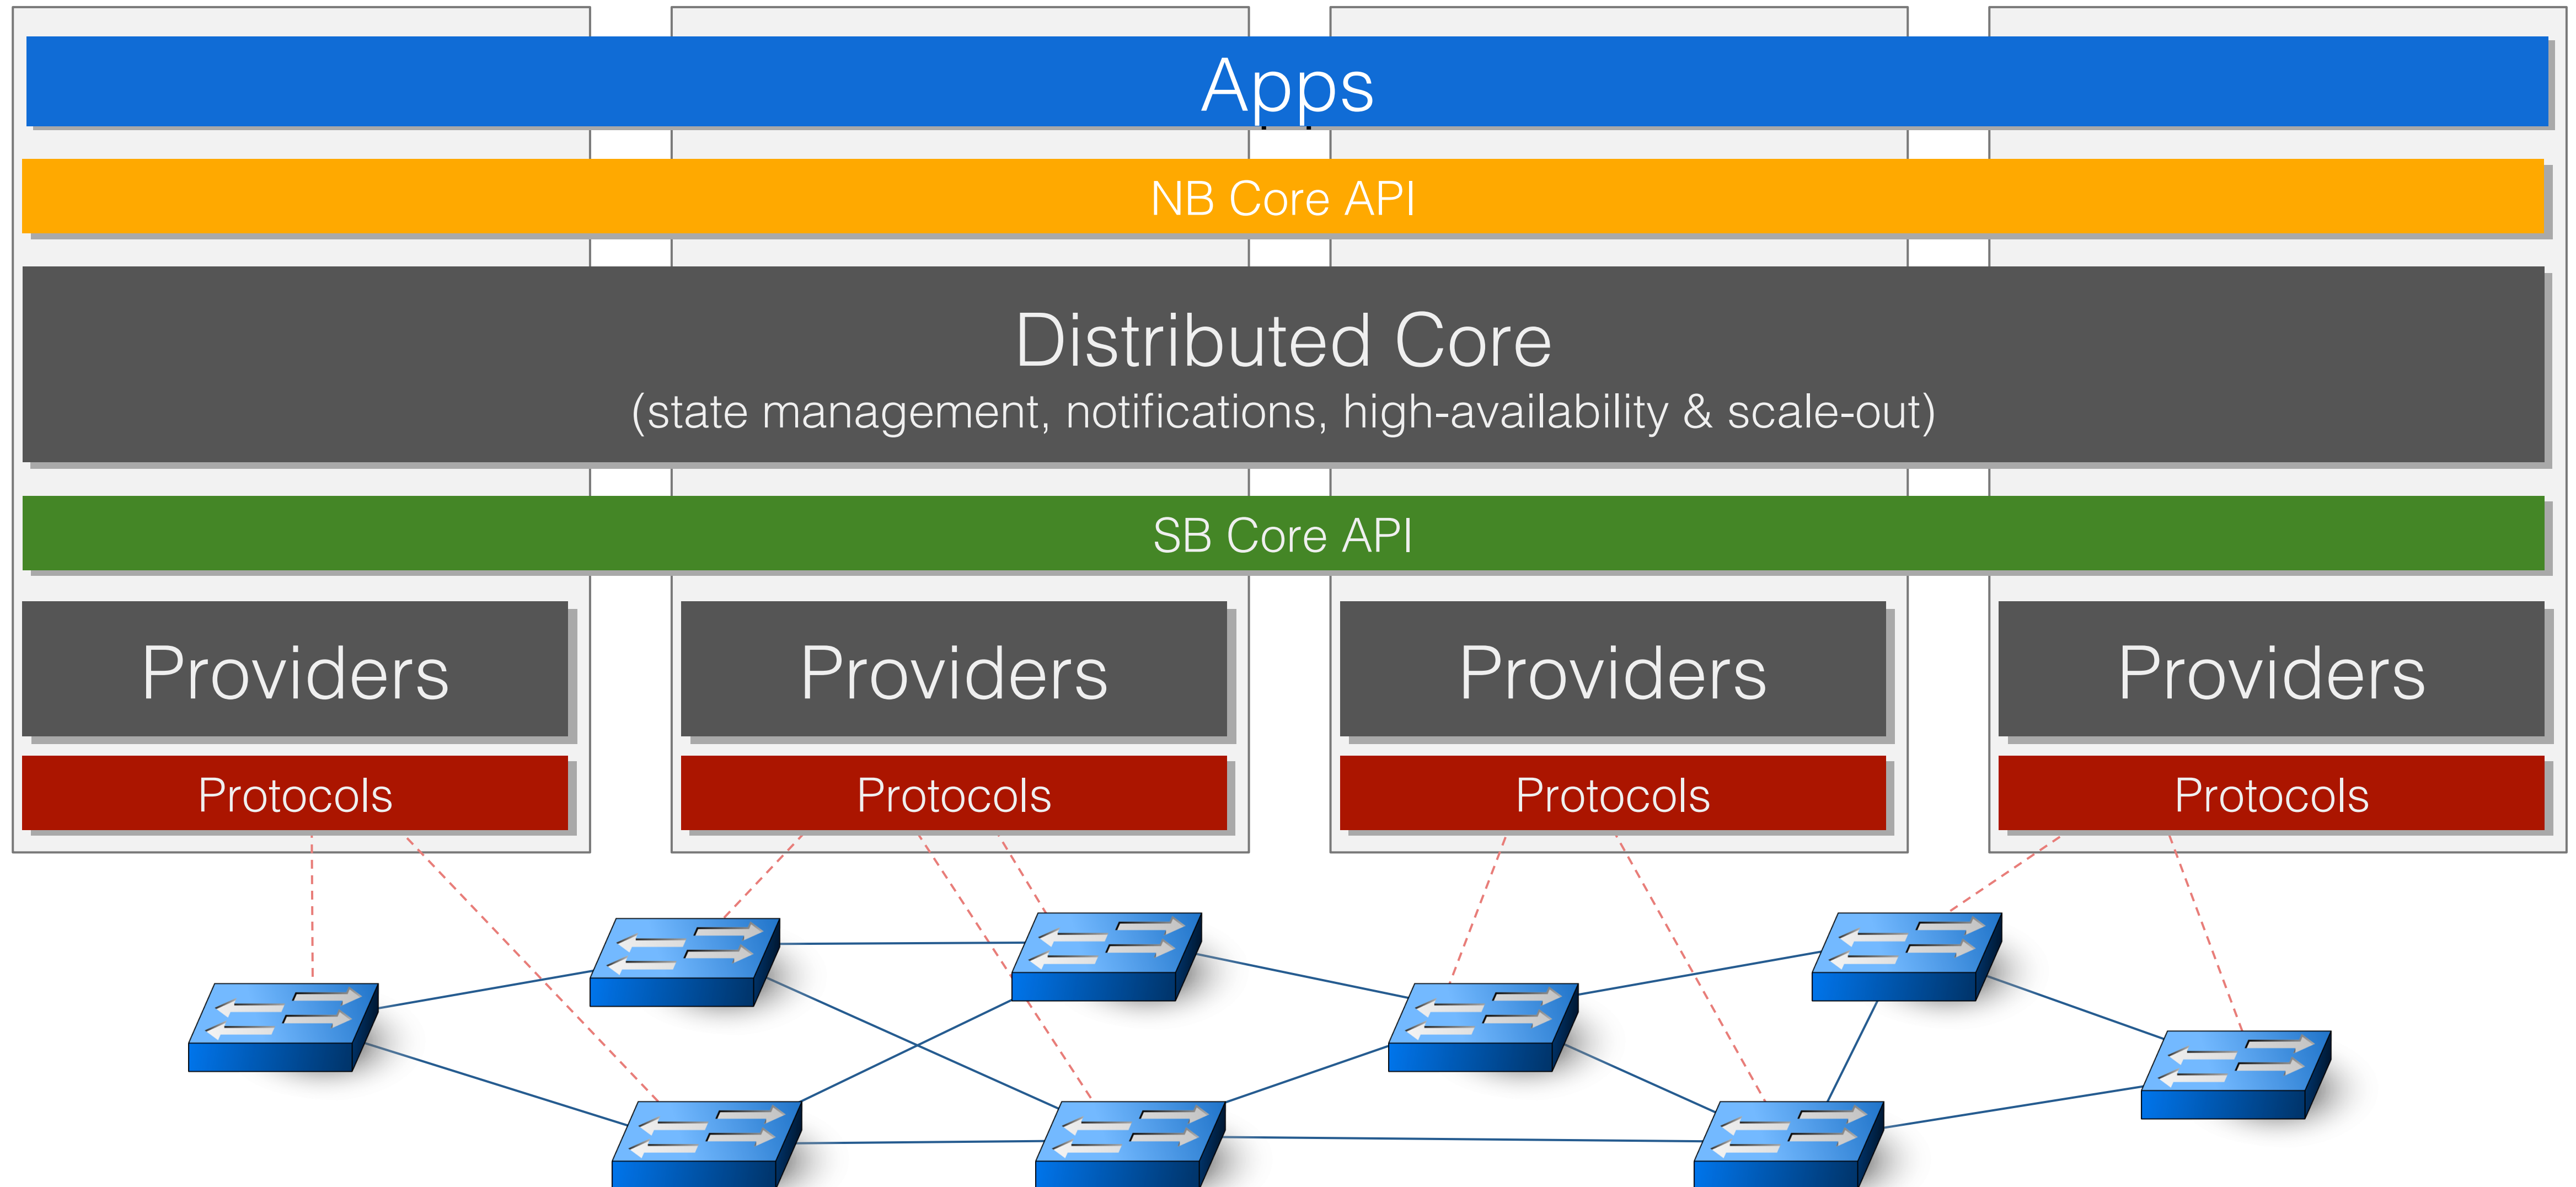 Apps
NB Core API
Distributed Core
(state management, notifications, high-availability & scale-out)
SB Core API
Providers
Providers
Providers
Providers
Protocols
Protocols
Protocols
Protocols